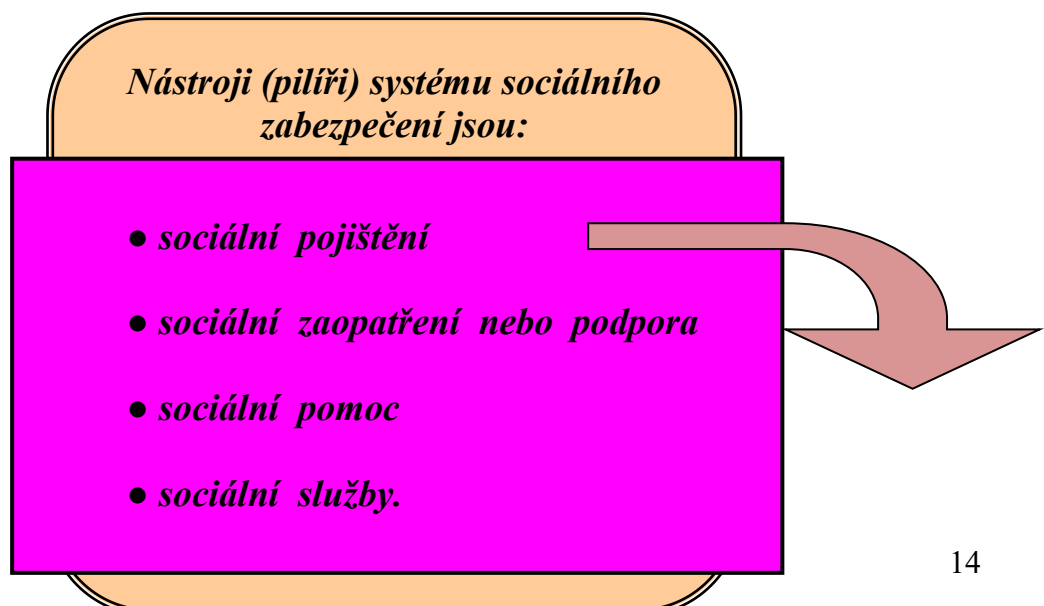 Nástroji (pilíři) systému sociálního
zabezpečení jsou:
● sociální pojištění
● sociální zaopatření nebo podpora
● sociální pomoc
● sociální služby.
14